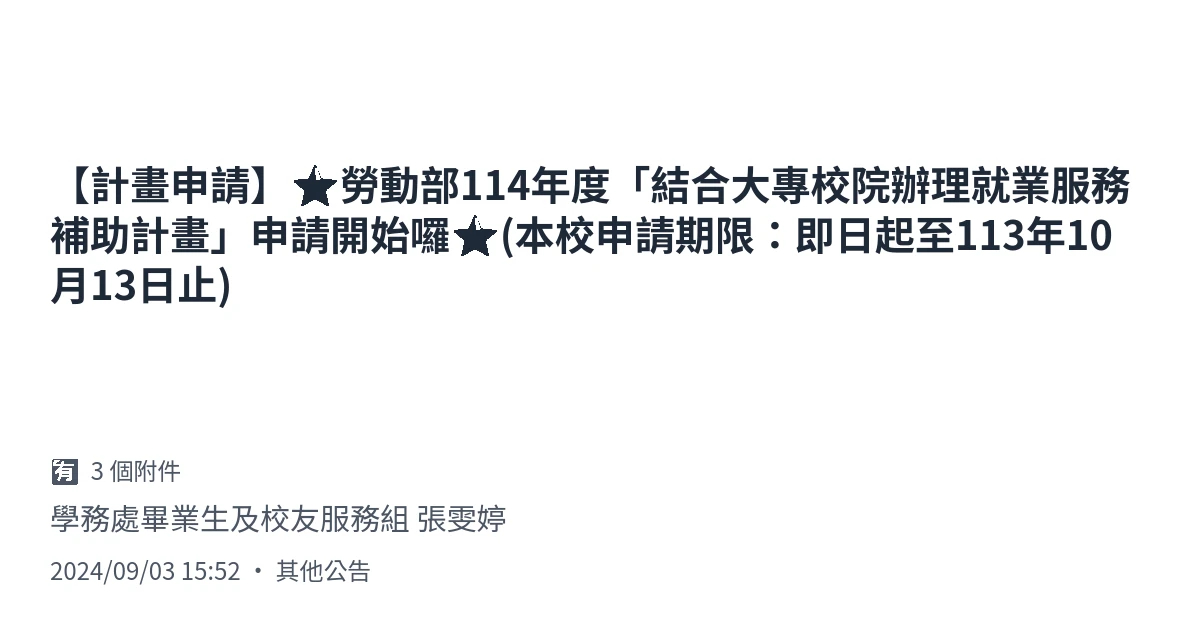 【計畫申請】★勞動部114年度「結合大專校院辦理就業服務
補助計畫」申請開始囉★(本校申請期限：即日起至113年10
月13日止)
🈶 3 個附件
學務處畢業生及校友服務組 張雯婷
2024/09/03 15:52 • 其他公告